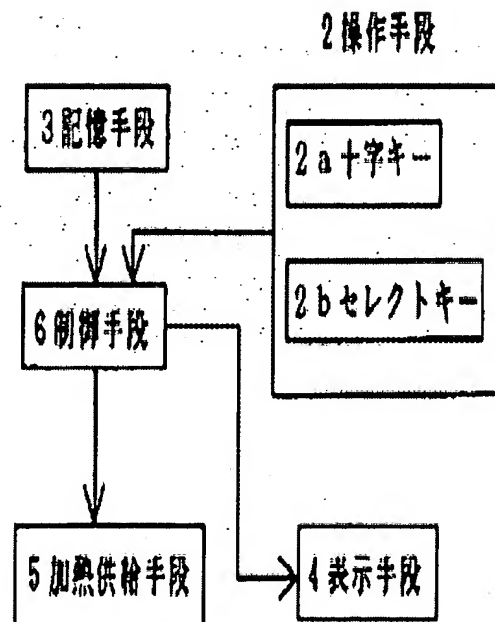 2操作手段
3記憶手段
2a十字キー
2bセレクトキー
6制御手段
5加熱供給手段
4表示手段